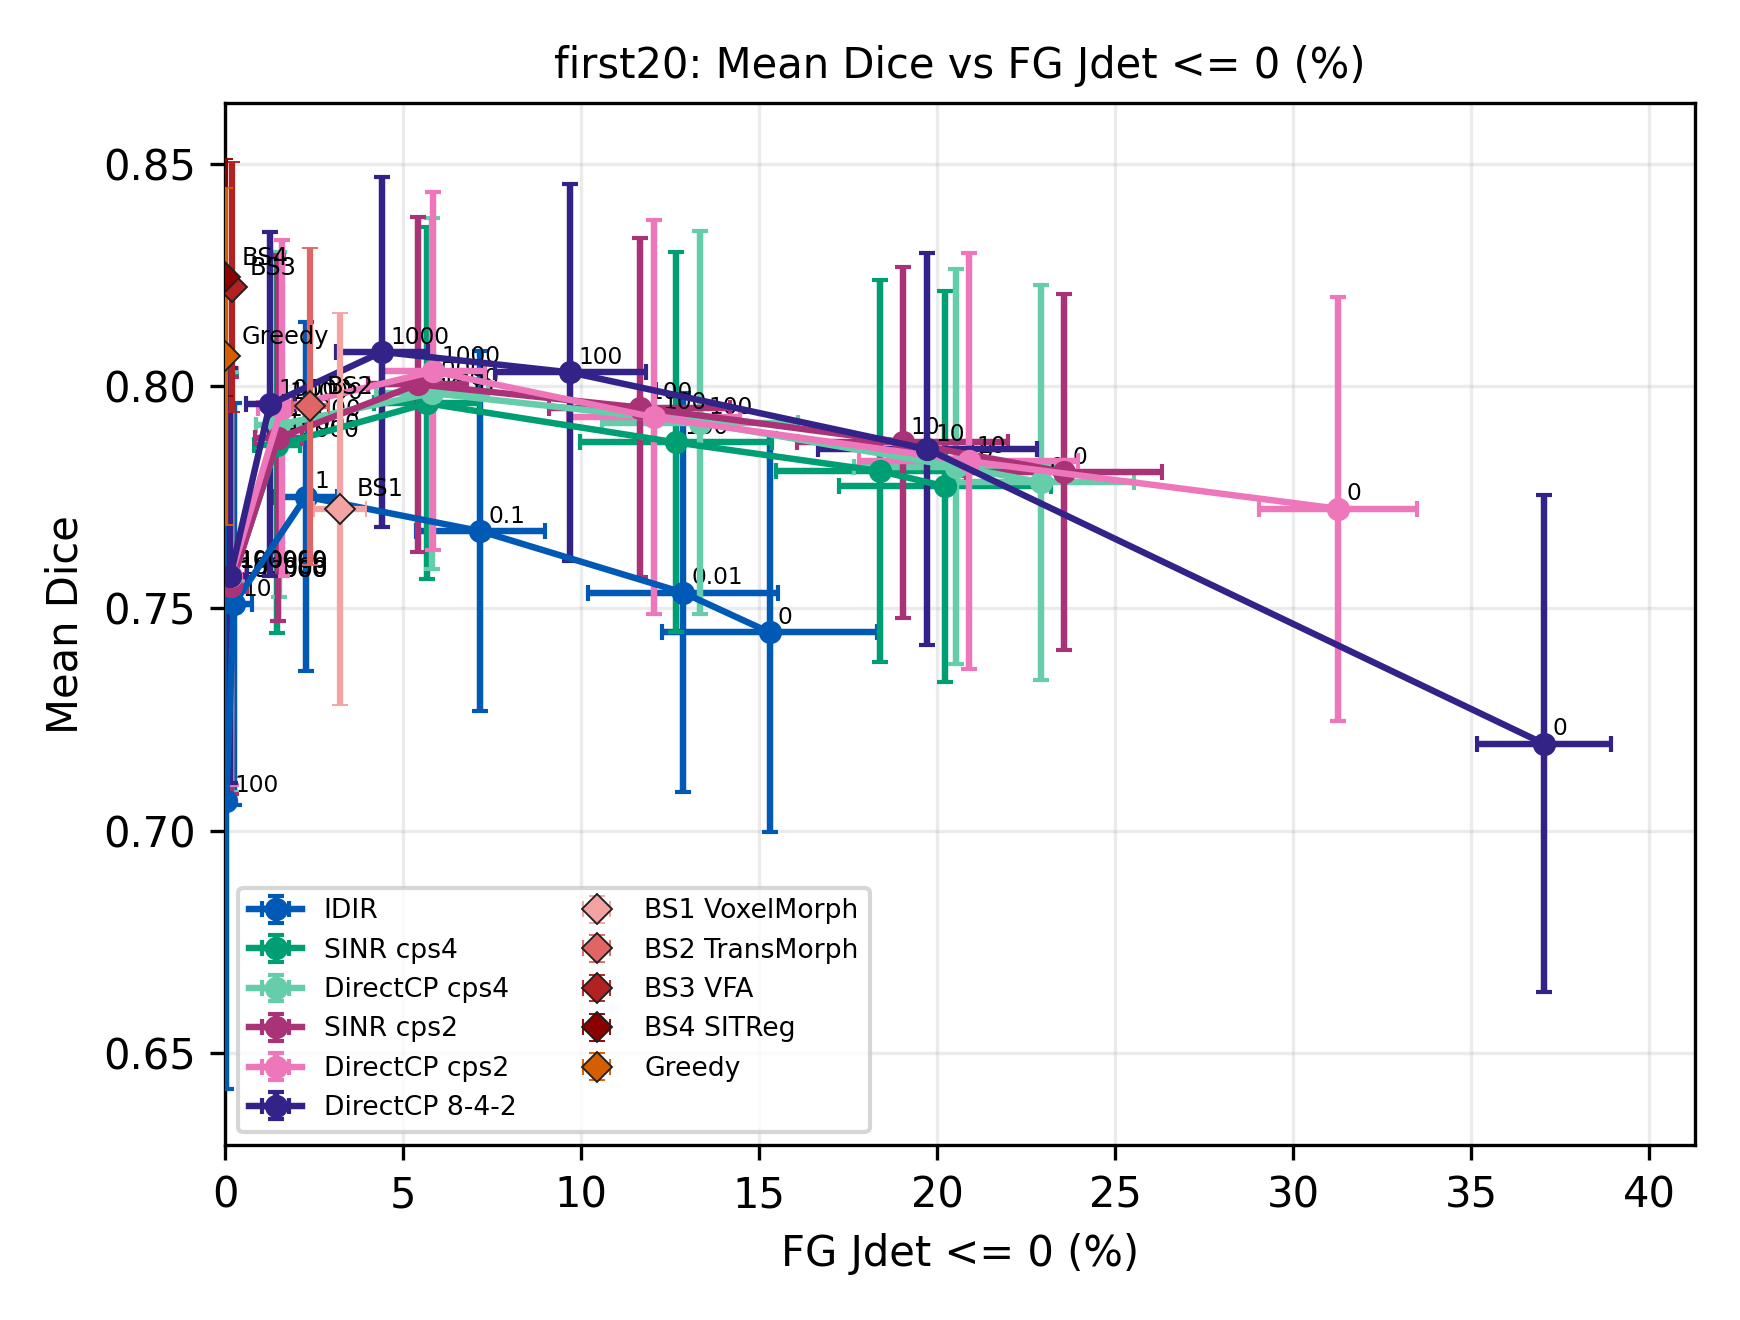 first20: Mean Dice vs FG Jdet <= 0 (%)
0.85
BS4
BS3
Greedy
1000
1000
100
0.80
BS2
100
100
10
10
10
0
1
BS1
0.1
0
0.75
10
0.01
0
0
100
0.70
0.65
Mean Dice
IDIR
SINR cps4
DirectCP cps4
SINR cps2
DirectCP cps2
DirectCP 8-4-2
BS1 VoxelMorph
BS2 TransMorph
BS3 VFA
BS4 SITReg
Greedy
0 5 10 15 20 25 30 35 40
FG Jdet <= 0 (%)